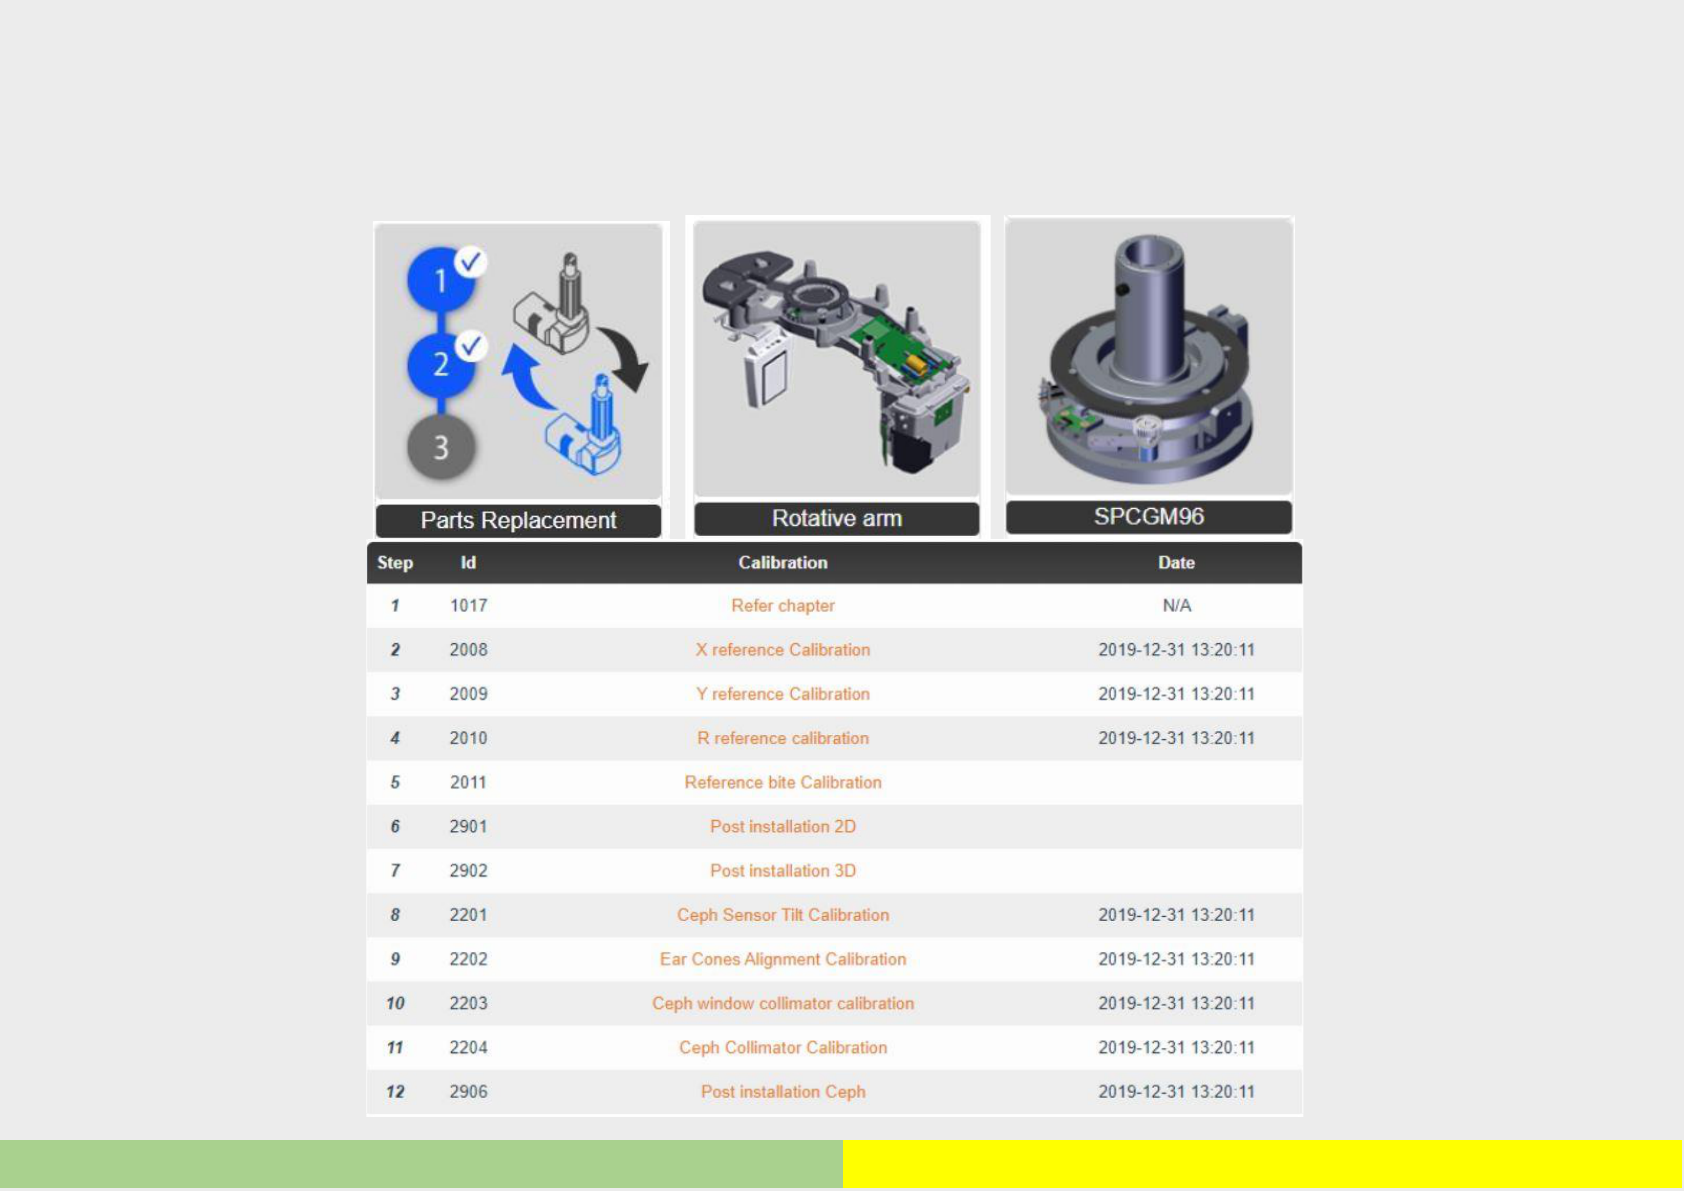 1
2
3
Parts Replacement
Rotative arm
SPCGM96
Step Id Calibration Date
1 1017 Refer chapter N/A
2 2008 X reference Calibration 2019-12-31 13:20:11
3 2009 Y reference Calibration 2019-12-31 13:20:11
4 2010 R reference calibration 2019-12-31 13:20:11
5 2011 Reference bite Calibration
6 2901 Post installation 2D
7 2902 Post installation 3D
8 2201 Ceph Sensor Tilt Calibration 2019-12-31 13:20:11
9 2202 Ear Cones Alignment Calibration 2019-12-31 13:20:11
10 2203 Ceph window collimator calibration 2019-12-31 13:20:11
11 2204 Ceph Collimator Calibration 2019-12-31 13:20:11
12 2906 Post installation Ceph 2019-12-31 13:20:11